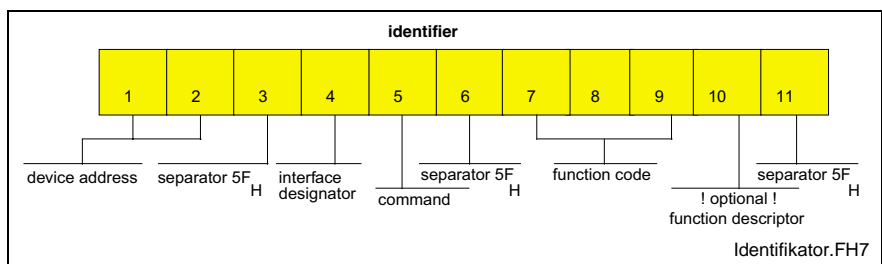 identifier
1 2 3 4 5 6 7 8 9 10 11
device address
separator 5F
H
interface
designator
command
separator 5F
H
function code
! optional !
function descriptor
separator 5F
H
Identifikator.FH7